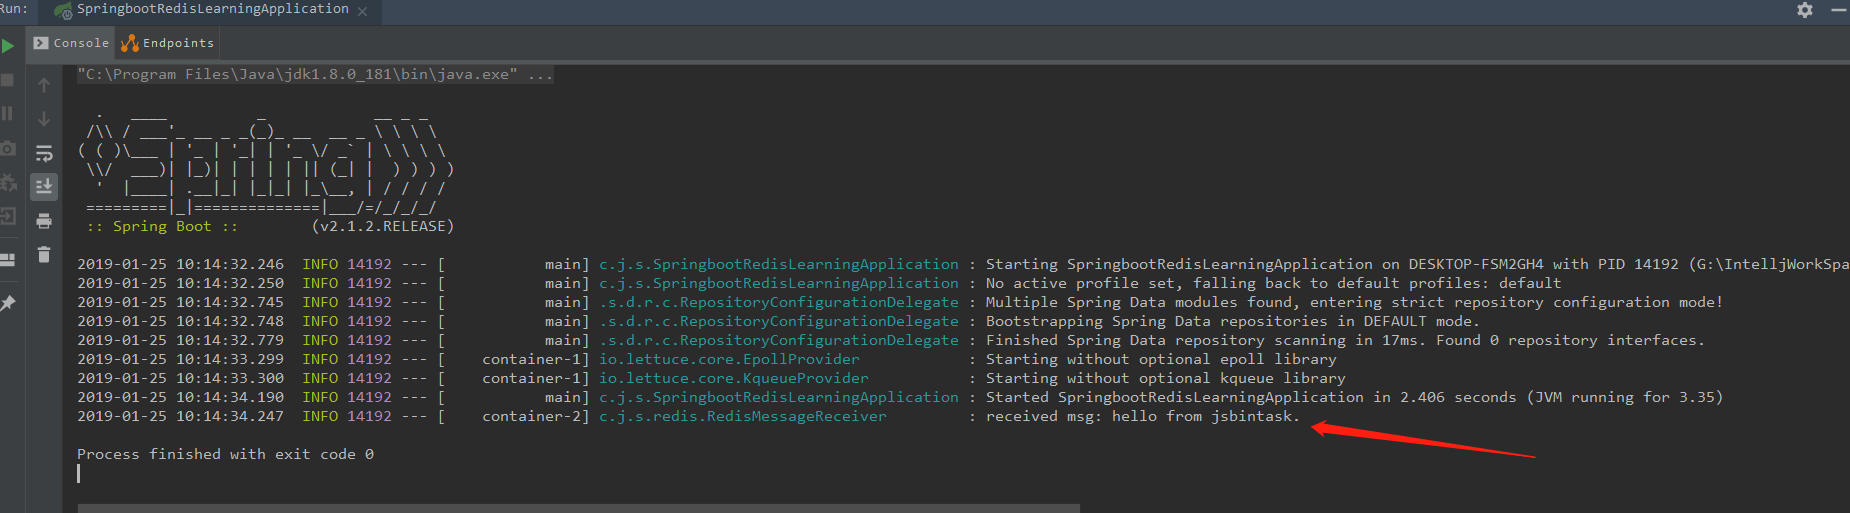 Run: SpringbootRedisLearningApplication
Console Endpoints
"C:\Program Files\Java\jdk1.8.0_181\bin\java.exe" ...
  .   ____          _            __ _ _
 /\\ / ___'_ __ _ _(_)_ __  __ _ \ \ \ \
( ( )\___ | '_ | '_| | '_ \/ _` | \ \ \ \
 \\/  ___)| |_)| | | | | || (_| |  ) ) ) )
  '  |____| .__|_| |_|_| |_\__, | / / / /
 =========|_|==============|___/=/_/_/_/
 :: Spring Boot ::        (v2.1.2.RELEASE)
2019-01-25 10:14:32.246  INFO 14192 --- [           main] c.j.s.SpringbootRedisLearningApplication : Starting SpringbootRedisLearningApplication on DESKTOP-FSM2GH4 with PID 14192 (G:\IntelljWorkSpa
2019-01-25 10:14:32.250  INFO 14192 --- [           main] c.j.s.SpringbootRedisLearningApplication : No active profile set, falling back to default profiles: default
2019-01-25 10:14:32.745  INFO 14192 --- [           main] .s.d.r.c.RepositoryConfigurationDelegate : Multiple Spring Data modules found, entering strict repository configuration mode!
2019-01-25 10:14:32.748  INFO 14192 --- [           main] .s.d.r.c.RepositoryConfigurationDelegate : Bootstrapping Spring Data repositories in DEFAULT mode.
2019-01-25 10:14:32.779  INFO 14192 --- [           main] .s.d.r.c.RepositoryConfigurationDelegate : Finished Spring Data repository scanning in 17ms. Found 0 repository interfaces.
2019-01-25 10:14:33.299  INFO 14192 --- [    container-1] io.lettuce.core.EpollProvider            : Starting without optional epoll library
2019-01-25 10:14:33.300  INFO 14192 --- [    container-1] io.lettuce.core.KqueueProvider           : Starting without optional kqueue library
2019-01-25 10:14:34.190  INFO 14192 --- [           main] c.j.s.SpringbootRedisLearningApplication : Started SpringbootRedisLearningApplication in 2.406 seconds (JVM running for 3.35)
2019-01-25 10:14:34.247  INFO 14192 --- [    container-2] c.j.s.redis.RedisMessageReceiver         : received msg: hello from jsbintask.
Process finished with exit code 0